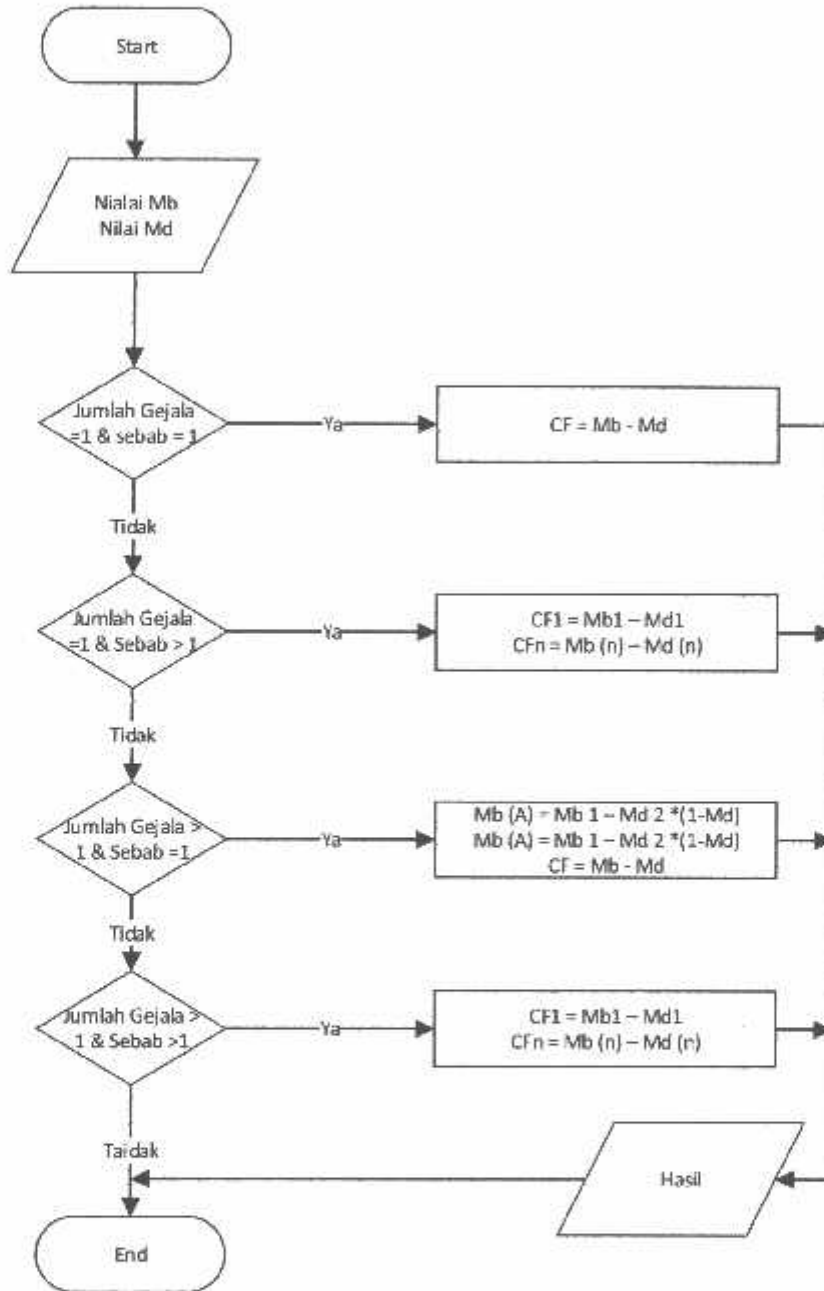 Start
Nialai Mb
Nilai Md
Jumlah Gejala
=1 & sebab = 1
Ya
CF = Mb - Md
Tidak
Jumlah Gejala
=1 & Sebab > 1
Ya
CF1 = Mb1 – Md1
CFn = Mb (n) – Md (n)
Tidak
Jumlah Gejala >
1 & Sebab =1
Ya
Mb (A) = Mb 1 – Md 2 *(1-Md)
Mb (A) = Mb 1 – Md 2 *(1-Md)
CF = Mb - Md
Tidak
Jumlah Gejala >
1 & Sebab >1
Ya
CF1 = Mb1 – Md1
CFn = Mb (n) – Md (n)
Taidak
Hasil
End